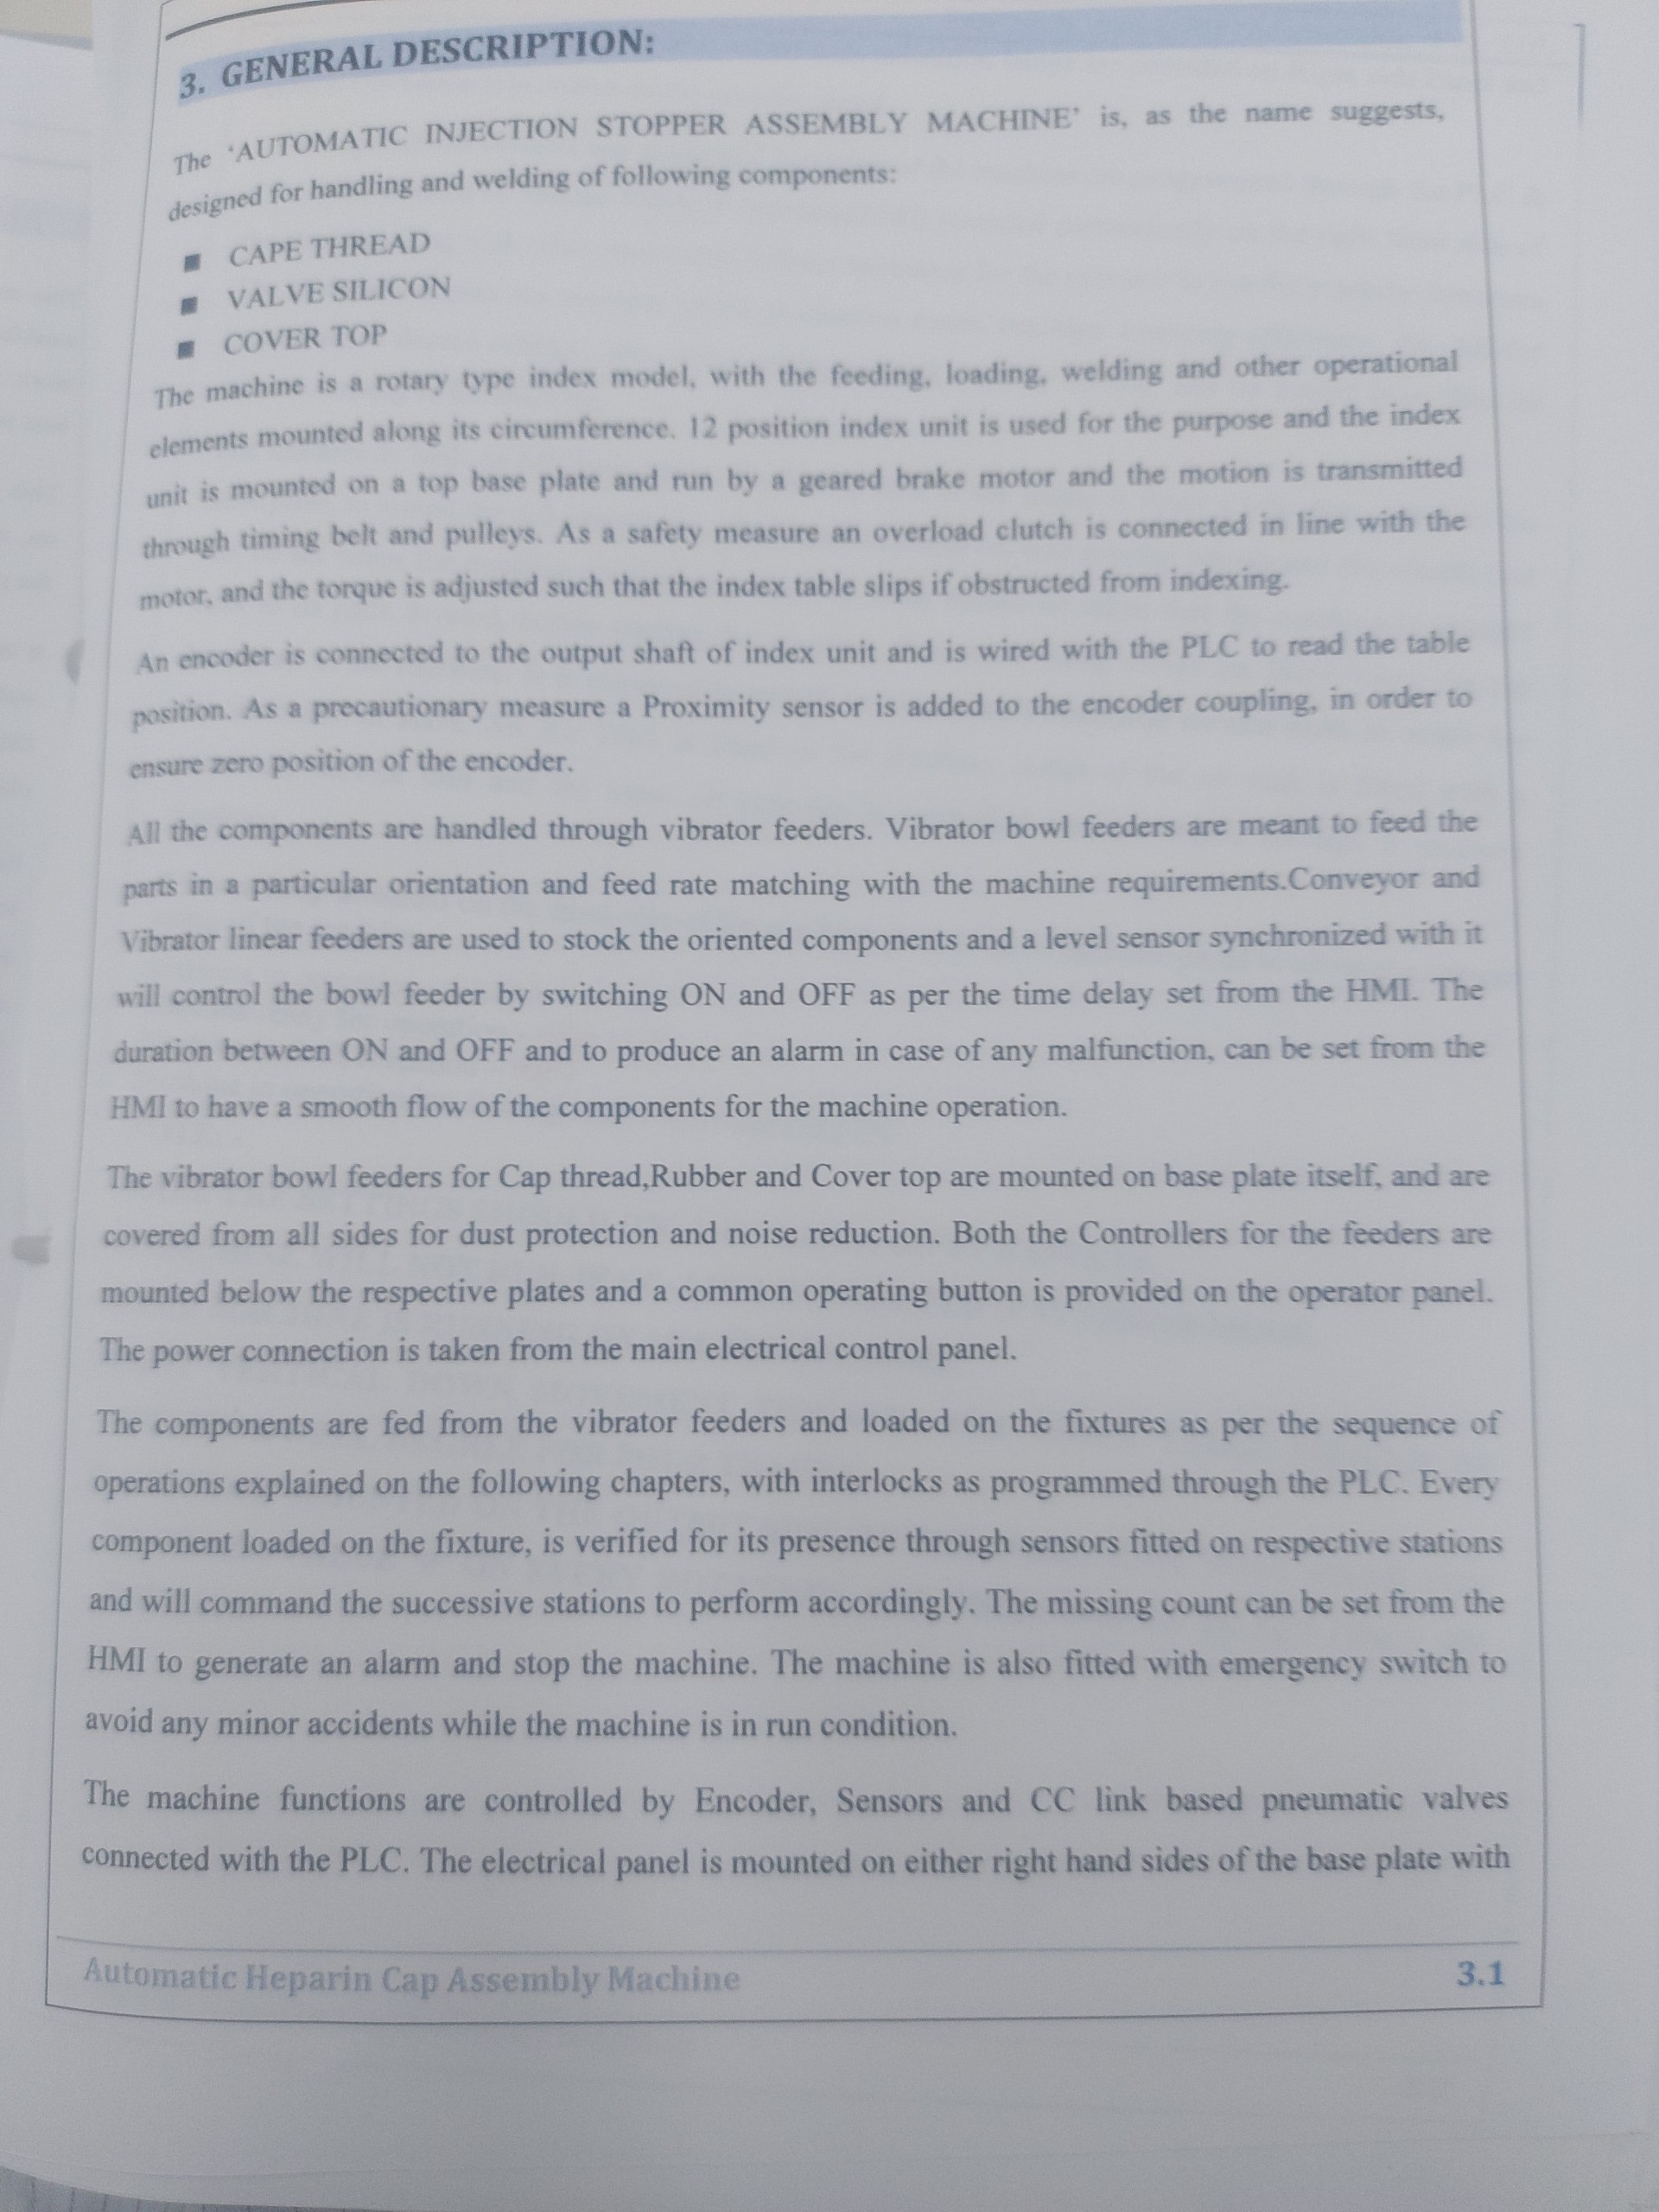 3. GENERAL DESCRIPTION:
The 'AUTOMATIC INJECTION STOPPER ASSEMBLY MACHINE' is, as the name suggests,
designed for handling and welding of following components:
■ CAPE THREAD
■ VALVE SILICON
■ COVER TOP
The machine is a rotary type index model, with the feeding, loading, welding and other operational
elements mounted along its circumference. 12 position index unit is used for the purpose and the index
unit is mounted on a top base plate and run by a geared brake motor and the motion is transmitted
through timing belt and pulleys. As a safety measure an overload clutch is connected in line with the
motor, and the torque is adjusted such that the index table slips if obstructed from indexing.
An encoder is connected to the output shaft of index unit and is wired with the PLC to read the table
position. As a precautionary measure a Proximity sensor is added to the encoder coupling, in order to
ensure zero position of the encoder.
All the components are handled through vibrator feeders. Vibrator bowl feeders are meant to feed the
parts in a particular orientation and feed rate matching with the machine requirements.Conveyor and
Vibrator linear feeders are used to stock the oriented components and a level sensor synchronized with it
will control the bowl feeder by switching ON and OFF as per the time delay set from the HMI. The
duration between ON and OFF and to produce an alarm in case of any malfunction, can be set from the
HMI to have a smooth flow of the components for the machine operation.
The vibrator bowl feeders for Cap thread,Rubber and Cover top are mounted on base plate itself, and are
covered from all sides for dust protection and noise reduction. Both the Controllers for the feeders are
mounted below the respective plates and a common operating button is provided on the operator panel.
The power connection is taken from the main electrical control panel.
The components are fed from the vibrator feeders and loaded on the fixtures as per the sequence of
operations explained on the following chapters, with interlocks as programmed through the PLC. Every
component loaded on the fixture, is verified for its presence through sensors fitted on respective stations
and will command the successive stations to perform accordingly. The missing count can be set from the
HMI to generate an alarm and stop the machine. The machine is also fitted with emergency switch to
avoid any minor accidents while the machine is in run condition.
The machine functions are controlled by Encoder, Sensors and CC link based pneumatic valves
connected with the PLC. The electrical panel is mounted on either right hand sides of the base plate with
Automatic Heparin Cap Assembly Machine 3.1